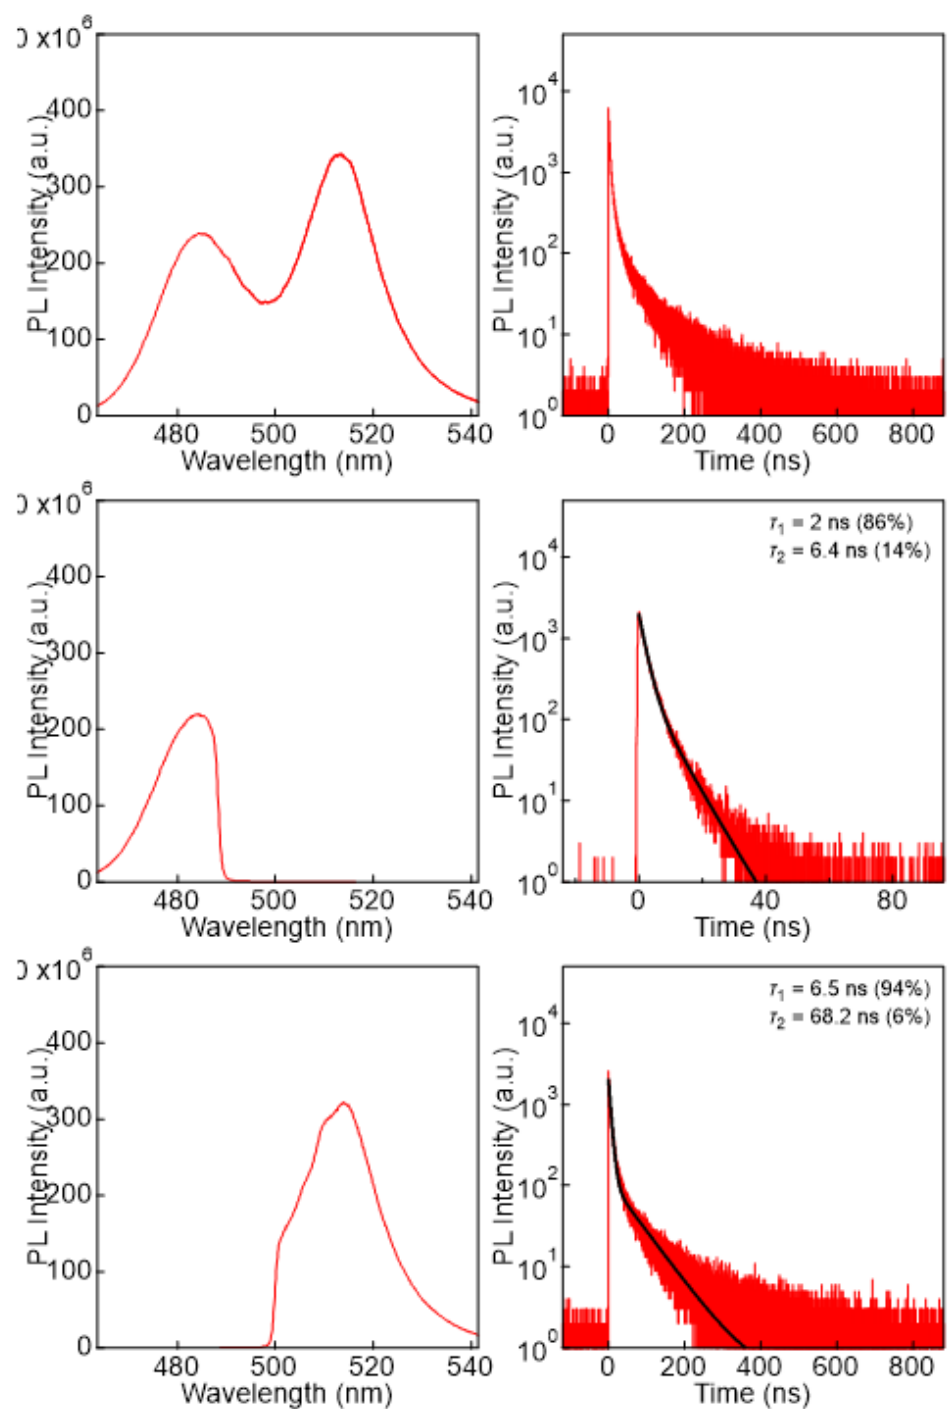 0 x10^6
400
300
200
100
0
PL Intensity (a.u.)
480 500 520 540
Wavelength (nm)
10^4
10^3
10^2
10^1
10^0
PL Intensity (a.u.)
0 200 400 600 800
Time (ns)
0 x10^6
400
300
200
100
0
PL Intensity (a.u.)
480 500 520 540
Wavelength (nm)
τ1 = 2 ns (86%)
τ2 = 6.4 ns (14%)
10^4
10^3
10^2
10^1
10^0
PL Intensity (a.u.)
0 40 80
Time (ns)
0 x10^6
400
300
200
100
0
PL Intensity (a.u.)
480 500 520 540
Wavelength (nm)
τ1 = 6.5 ns (94%)
τ2 = 68.2 ns (6%)
10^4
10^3
10^2
10^1
10^0
PL Intensity (a.u.)
0 200 400 600 800
Time (ns)